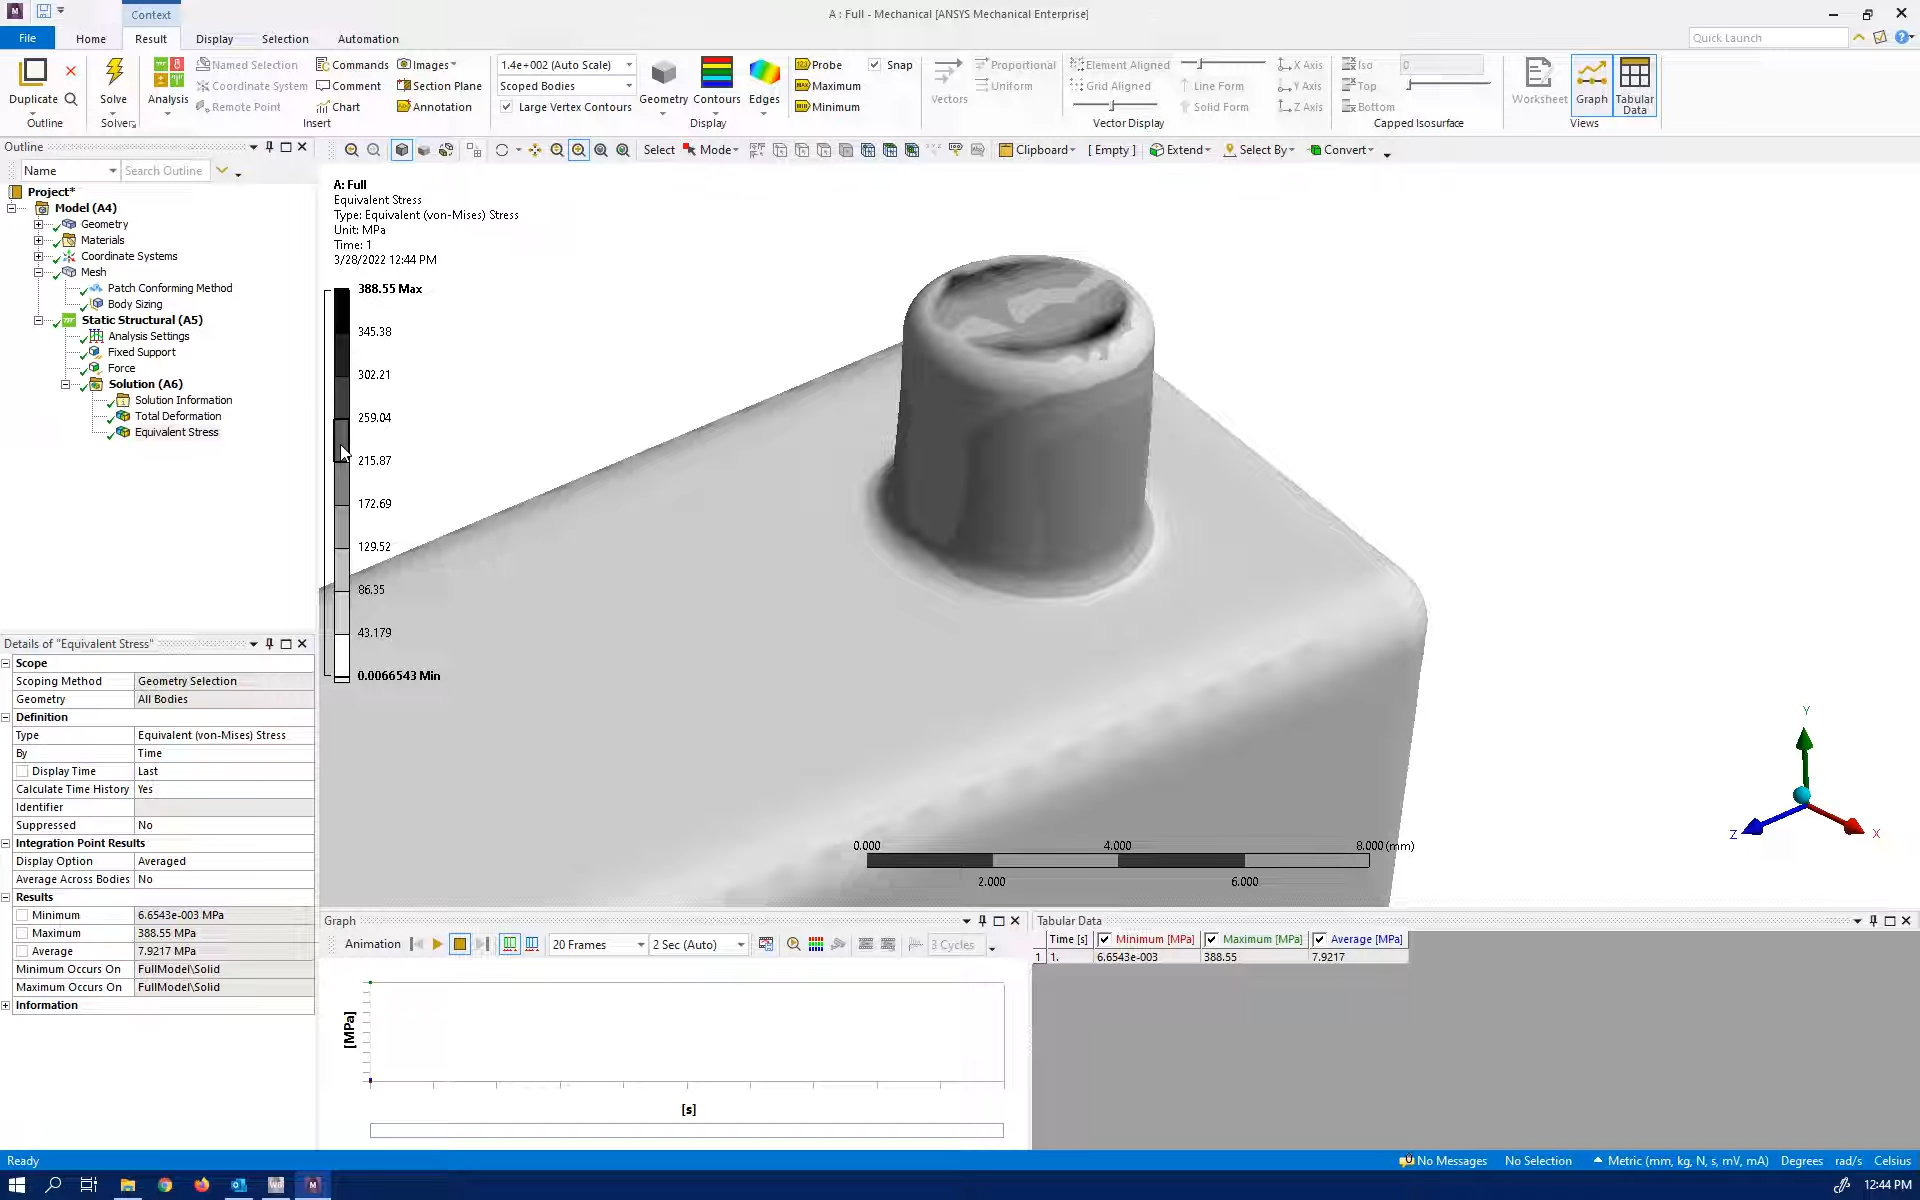 Context
A : Full - Mechanical [ANSYS Mechanical Enterprise]
File Home Result Display Selection Automation
Quick Launch
Duplicate
Outline
Solve
Solver
Analysis
Named Selection
Coordinate System
Remote Point
Commands
Comment
Chart
Images
Section Plane
Annotation
Insert
1.4e+002 (Auto Scale)
Scoped Bodies
Large Vertex Contours
Geometry
Contours
Edges
Display
Probe
Maximum
Minimum
Snap
Vectors
Proportional
Uniform
Element Aligned
Grid Aligned
Line Form
Solid Form
X Axis
Y Axis
Z Axis
Vector Display
Iso
Top
Bottom
0
Capped Isosurface
Worksheet
Graph
Tabular Data
Views
Outline
Name
Search Outline
Select Mode Clipboard [ Empty ] Extend Select By Convert
Project*
Model (A4)
Geometry
Materials
Coordinate Systems
Mesh
Patch Conforming Method
Body Sizing
Static Structural (A5)
Analysis Settings
Fixed Support
Force
Solution (A6)
Solution Information
Total Deformation
Equivalent Stress
A: Full
Equivalent Stress
Type: Equivalent (von-Mises) Stress
Unit: MPa
Time: 1
3/28/2022 12:44 PM
388.55 Max
345.38
302.21
259.04
215.87
172.69
129.52
86.35
43.179
0.0066543 Min
Y
Z
X
0.000 4.000 8.000 (mm)
2.000 6.000
Details of "Equivalent Stress"
Scope
Scoping Method Geometry Selection
Geometry All Bodies
Definition
Type Equivalent (von-Mises) Stress
By Time
Display Time Last
Calculate Time History Yes
Identifier
Suppressed No
Integration Point Results
Display Option Averaged
Average Across Bodies No
Results
Minimum 6.6543e-003 MPa
Maximum 388.55 MPa
Average 7.9217 MPa
Minimum Occurs On FullModel\Solid
Maximum Occurs On FullModel\Solid
Information
Graph
Animation 20 Frames 2 Sec (Auto) 3 Cycles
[MPa]
[s]
Tabular Data
Time [s] Minimum [MPa] Maximum [MPa] Average [MPa]
1 1. 6.6543e-003 388.55 7.9217
Ready No Messages No Selection Metric (mm, kg, N, s, mV, mA) Degrees rad/s Celsius
12:44 PM